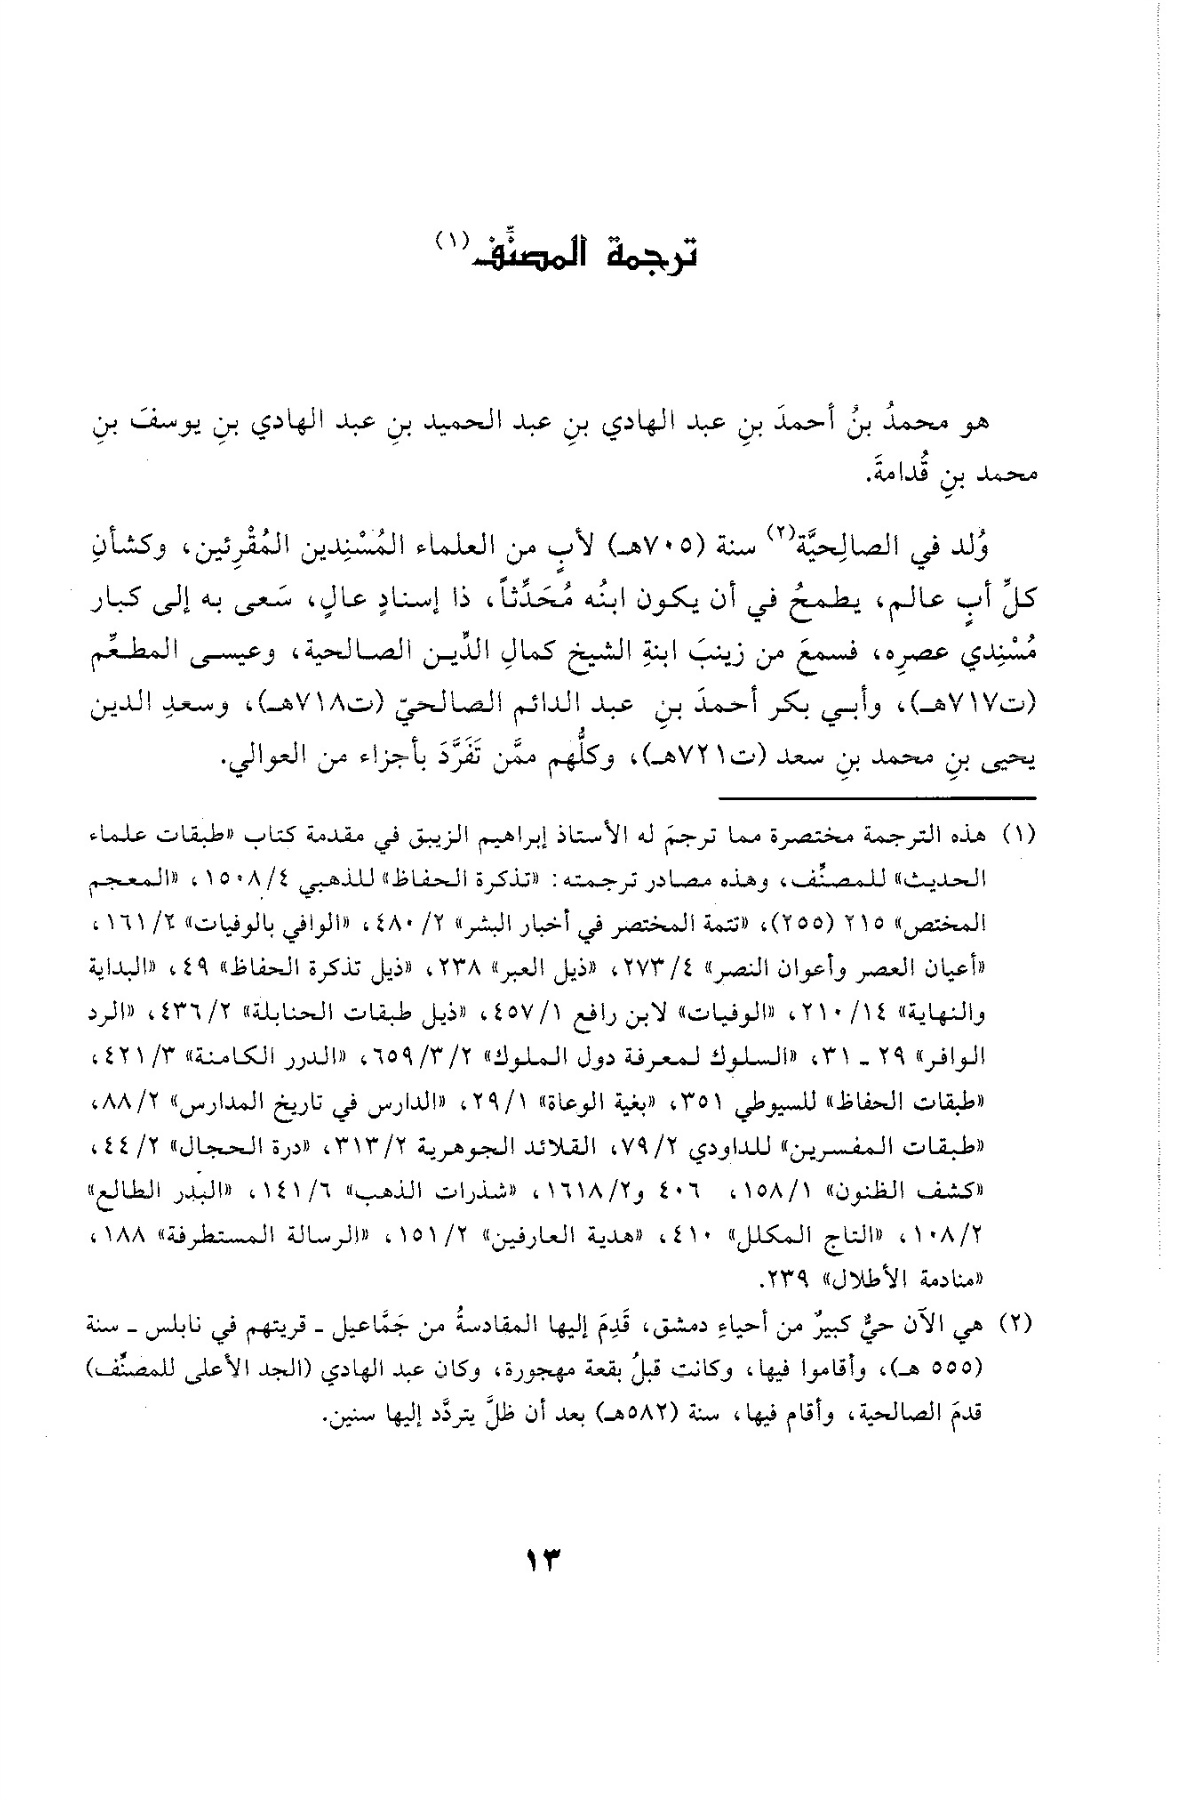 ترجمة المصنِّف (١)
هو محمدُ بنُ أحمدَ بنِ عبد الهادي بنِ عبد الحميد بنِ عبد الهادي بنِ يوسفَ بنِ
محمد بنِ قُدامةَ.
وُلد في الصالِحيَّة (٢) سنة (٧٠٥هـ) لأبٍ من العلماء المُسْنِدين المُقْرِئين، وكشأنِ
كلِّ أبٍ عالم، يطمحُ في أن يكون ابنُه مُحَدِّثاً، ذا إسنادٍ عالٍ، سَعى به إلى كبار
مُسْنِدي عصرِه، فسمعَ من زينبَ ابنةِ الشيخ كمالِ الدِّين الصالحية، وعيسى المطعِّم
(ت٧١٧هـ)، وأبي بكر أحمدَ بنِ عبد الدائم الصالحيّ (ت٧١٨هـ)، وسعدِ الدين
يحيى بنِ محمد بنِ سعد (ت٧٢١هـ)، وكلُّهم ممَّن تَفَرَّدَ بأجزاء من العوالي.
(١) هذه الترجمة مختصرة مما ترجمَ له الأستاذ إبراهيم الزيبق في مقدمة كتاب «طبقات علماء
الحديث» للمصنِّف، وهذه مصادر ترجمته: «تذكرة الحفاظ» للذهبي ١٥٠٨/٤، «المعجم
المختص» ٢١٥ (٢٥٥)، «تتمة المختصر في أخبار البشر» ٤٨٠/٢، «الوافي بالوفيات» ١٦١/٢،
«أعيان العصر وأعوان النصر» ٢٧٣/٤، «ذيل العبر» ٢٣٨، «ذيل تذكرة الحفاظ» ٤٩، «البداية
والنهاية» ٢١٠/١٤، «الوفيات» لابن رافع ٤٥٧/١، «ذيل طبقات الحنابلة» ٤٣٦/٢، «الرد
الوافر» ٢٩ ـ ٣١، «السلوك لمعرفة دول الملوك» ٦٥٩/٣/٢، «الدرر الكامنة» ٤٢١/٣،
«طبقات الحفاظ» للسيوطي ٣٥١، «بغية الوعاة» ٢٩/١، «الدارس في تاريخ المدارس» ٨٨/٢،
«طبقات المفسرين» للداودي ٧٩/٢، القلائد الجوهرية ٣١٣/٢، «درة الحجال» ٤٤/٢،
«كشف الظنون» ١٥٨/١، ٤٠٦ و١٦١٨/٢، «شذرات الذهب» ١٤١/٦، «البدر الطالع»
١٠٨/٢، «التاج المكلل» ٤١٠، «هدية العارفين» ١٥١/٢، «الرسالة المستطرفة» ١٨٨،
«منادمة الأطلال» ٢٣٩.
(٢) هي الآن حيٌّ كبيرٌ من أحياءِ دمشق، قَدِمَ إليها المقادسةُ من جَمَّاعيل ـ قريتهم في نابلس ـ سنة
(٥٥٥ هـ)، وأقاموا فيها، وكانت قبلُ بقعة مهجورة، وكان عبد الهادي (الجد الأعلى للمصنِّف)
قدمَ الصالحية، وأقام فيها، سنة (٥٨٢هـ) بعد أن ظلَّ يتردَّد إليها سنين.
١٣